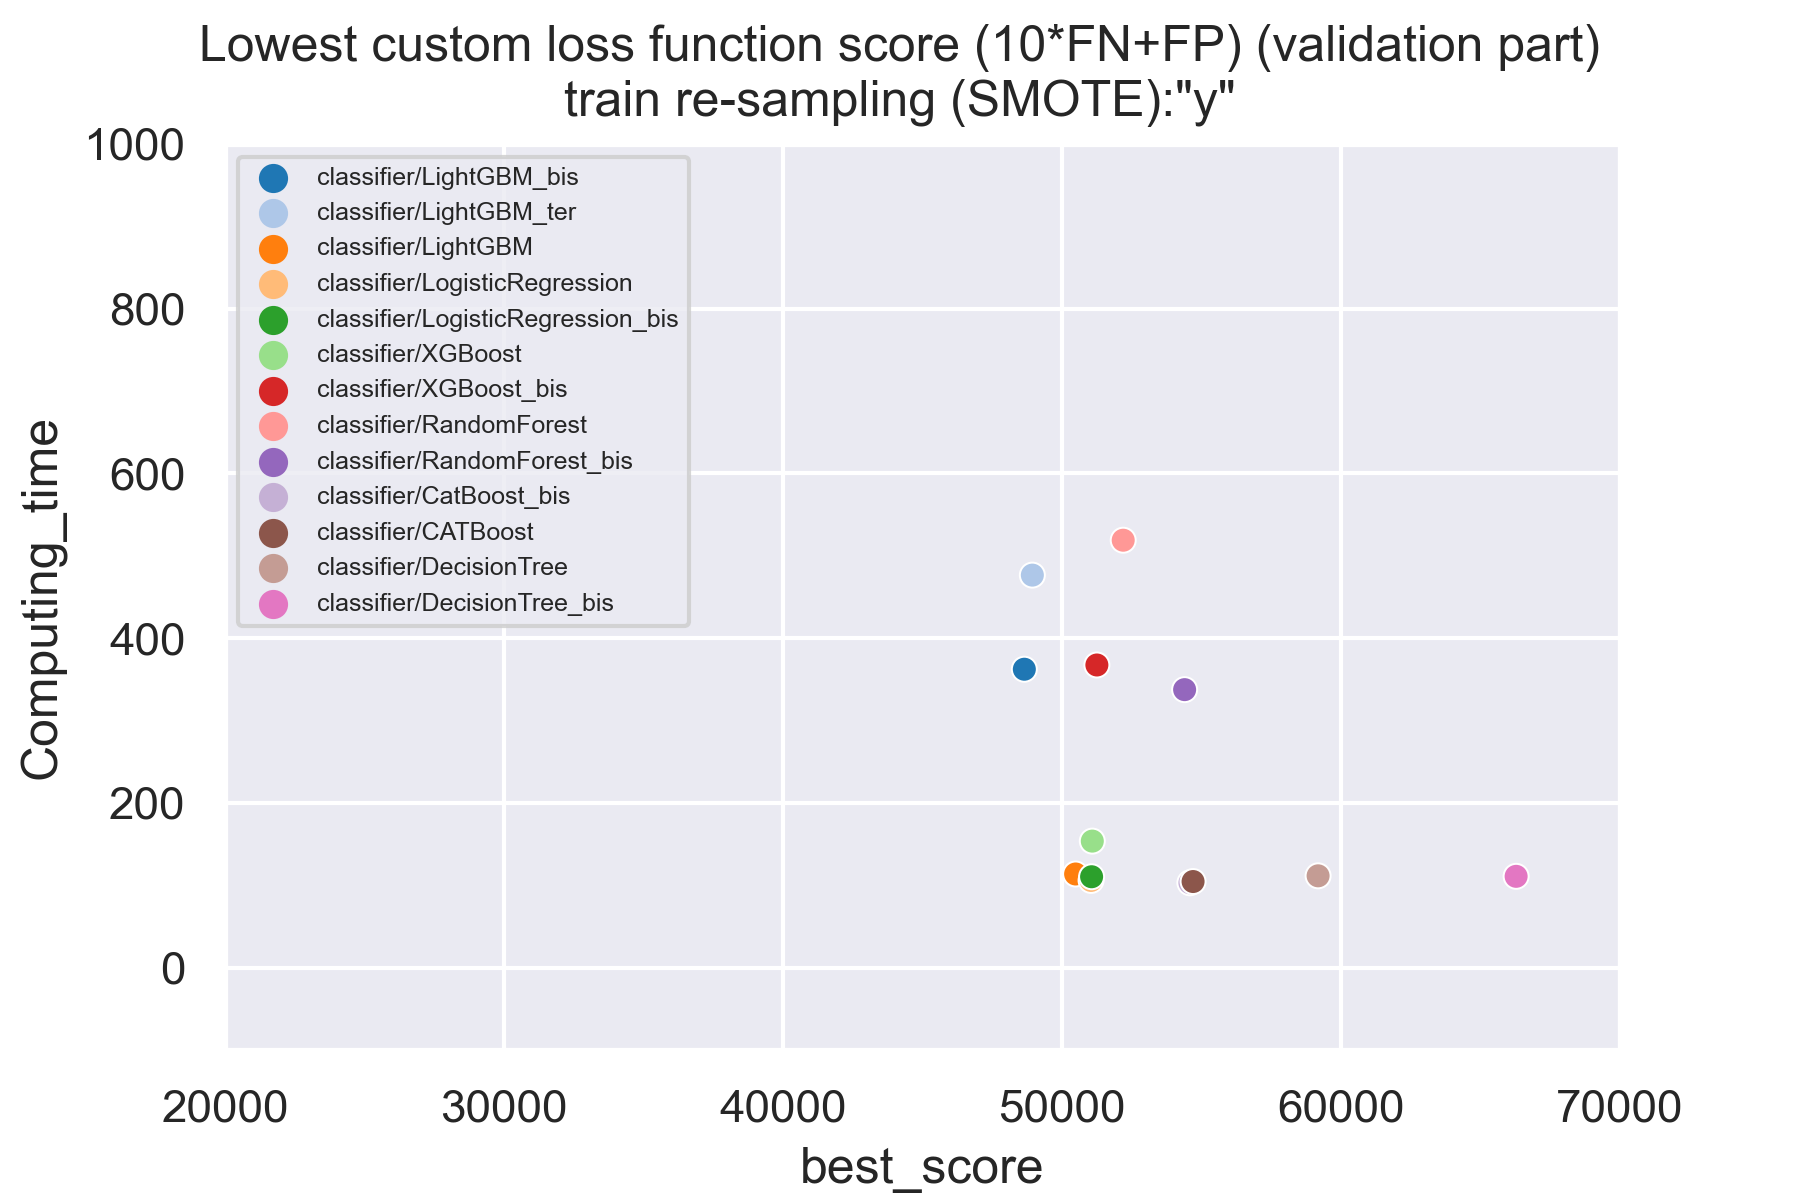 Lowest custom loss function score (10*FN+FP) (validation part)
train re-sampling (SMOTE):"y"
1000
800
600
400
200
0
Computing_time
classifier/LightGBM_bis
classifier/LightGBM_ter
classifier/LightGBM
classifier/LogisticRegression
classifier/LogisticRegression_bis
classifier/XGBoost
classifier/XGBoost_bis
classifier/RandomForest
classifier/RandomForest_bis
classifier/CatBoost_bis
classifier/CATBoost
classifier/DecisionTree
classifier/DecisionTree_bis
20000 30000 40000 50000 60000 70000
best_score